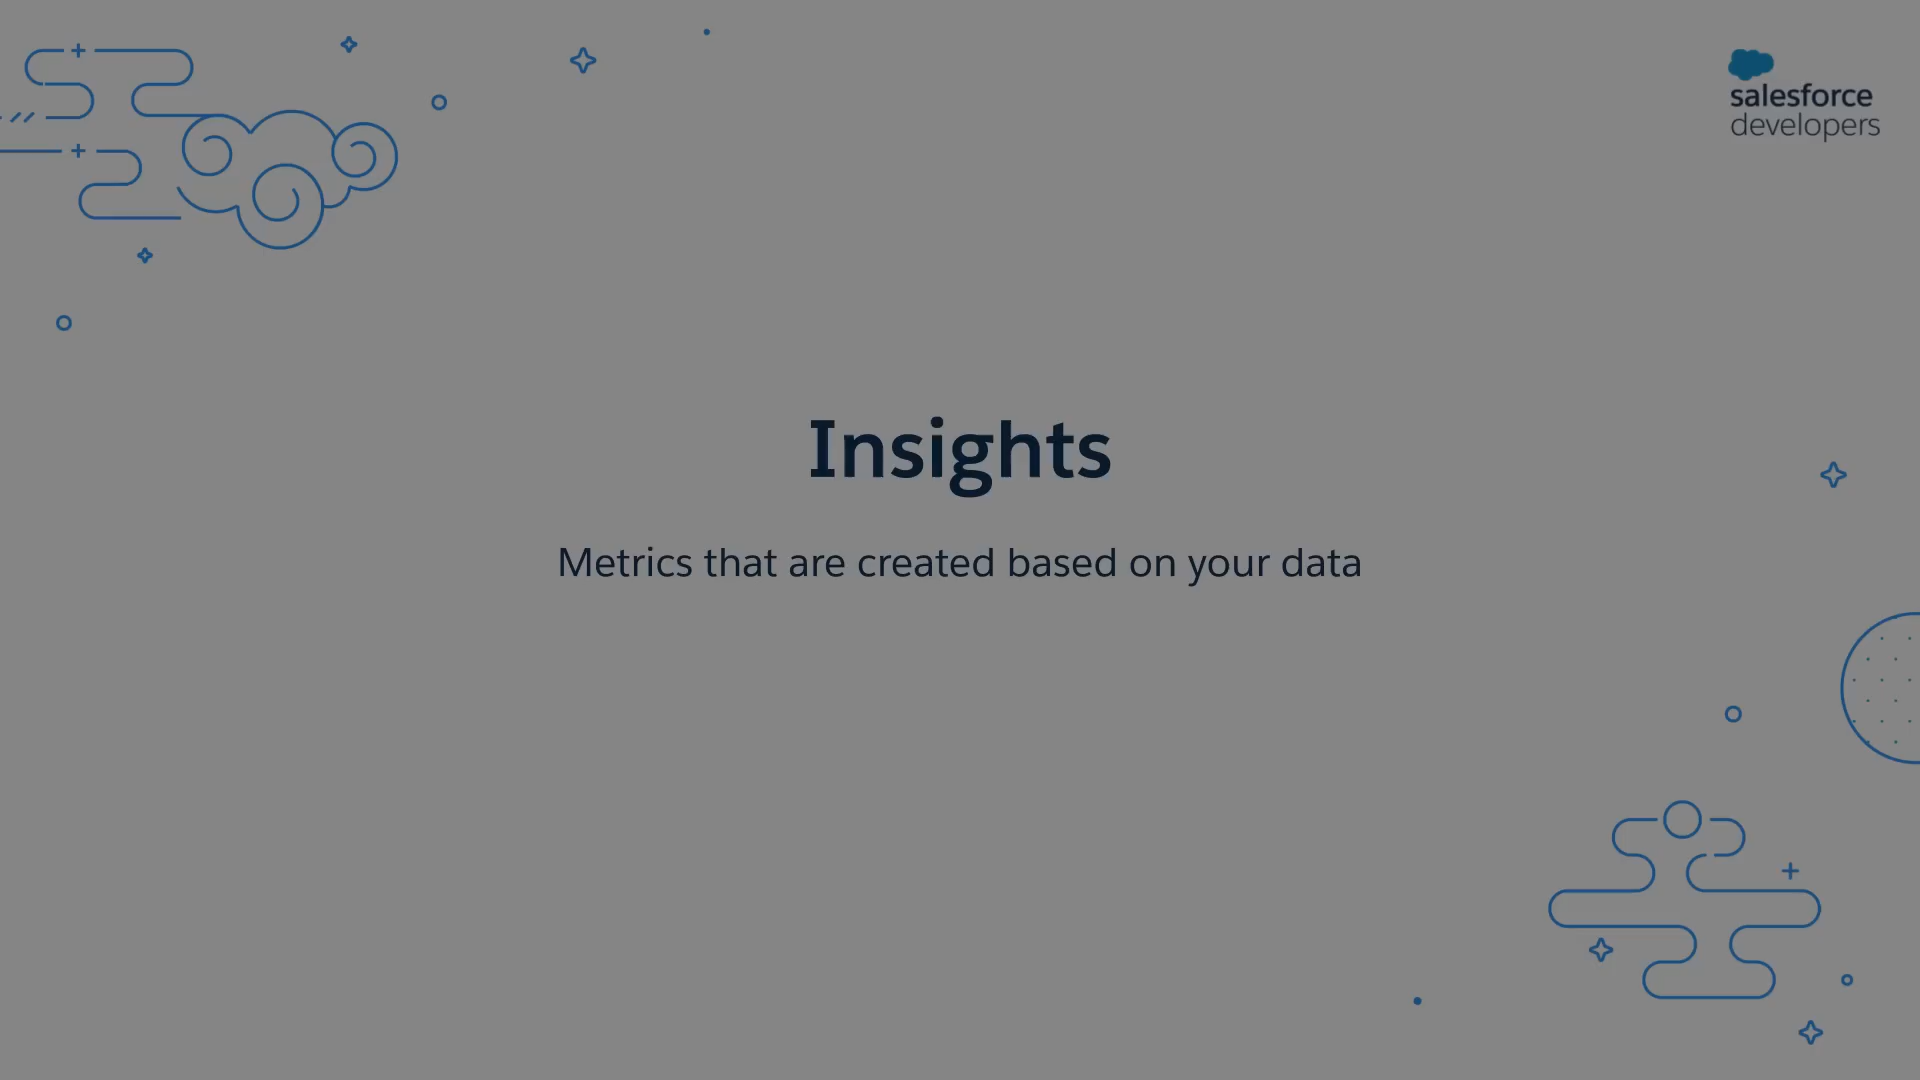 salesforce
developers
Insights
Metrics that are created based on your data